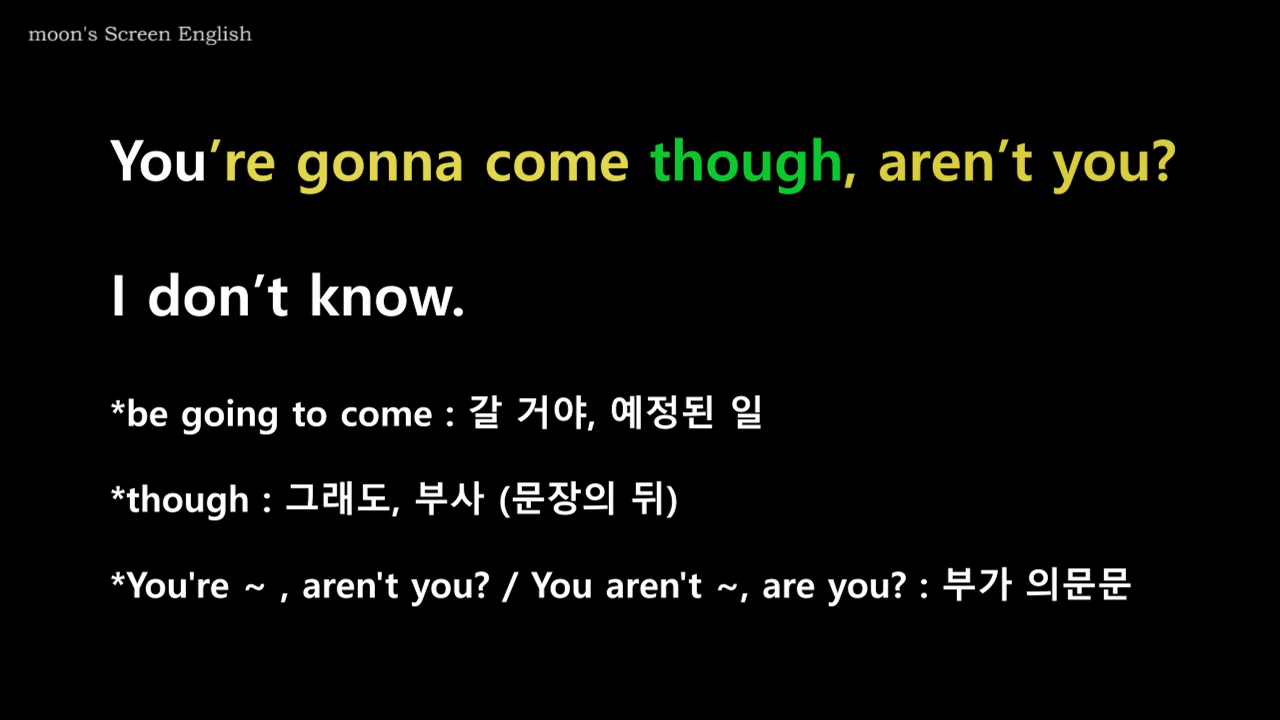 moon's Screen English
You’re gonna come though, aren’t you?
I don’t know.
*be going to come : 갈 거야, 예정된 일
*though : 그래도, 부사 (문장의 뒤)
*You're ~ , aren't you? / You aren't ~, are you? : 부가 의문문